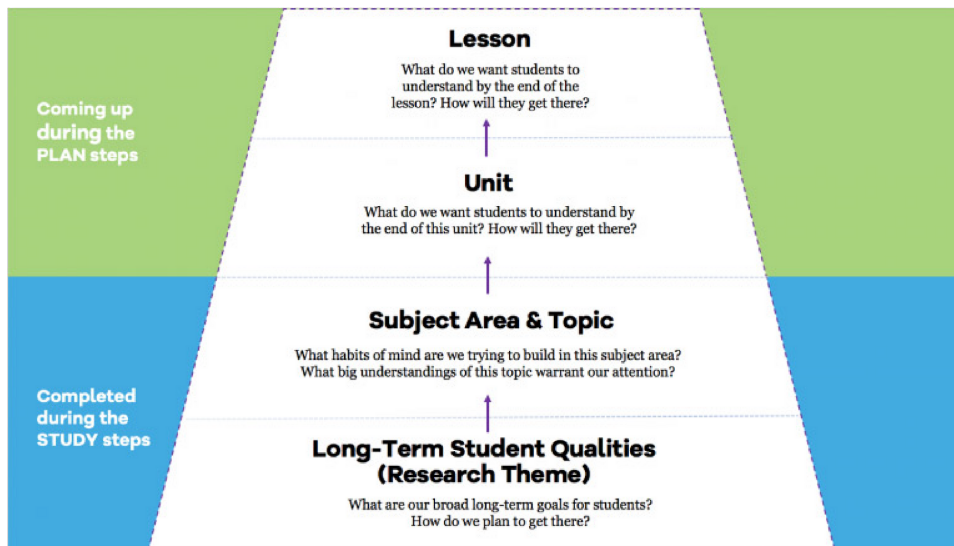 Lesson
What do we want students to
understand by the end of the
lesson? How will they get there?
Coming up
during the
PLAN steps
Unit
What do we want students to understand by
the end of this unit? How will they get there?
Subject Area & Topic
What habits of mind are we trying to build in this subject area?
What big understandings of this topic warrant our attention?
Completed
during the
STUDY steps
Long-Term Student Qualities
(Research Theme)
What are our broad long-term goals for students?
How do we plan to get there?